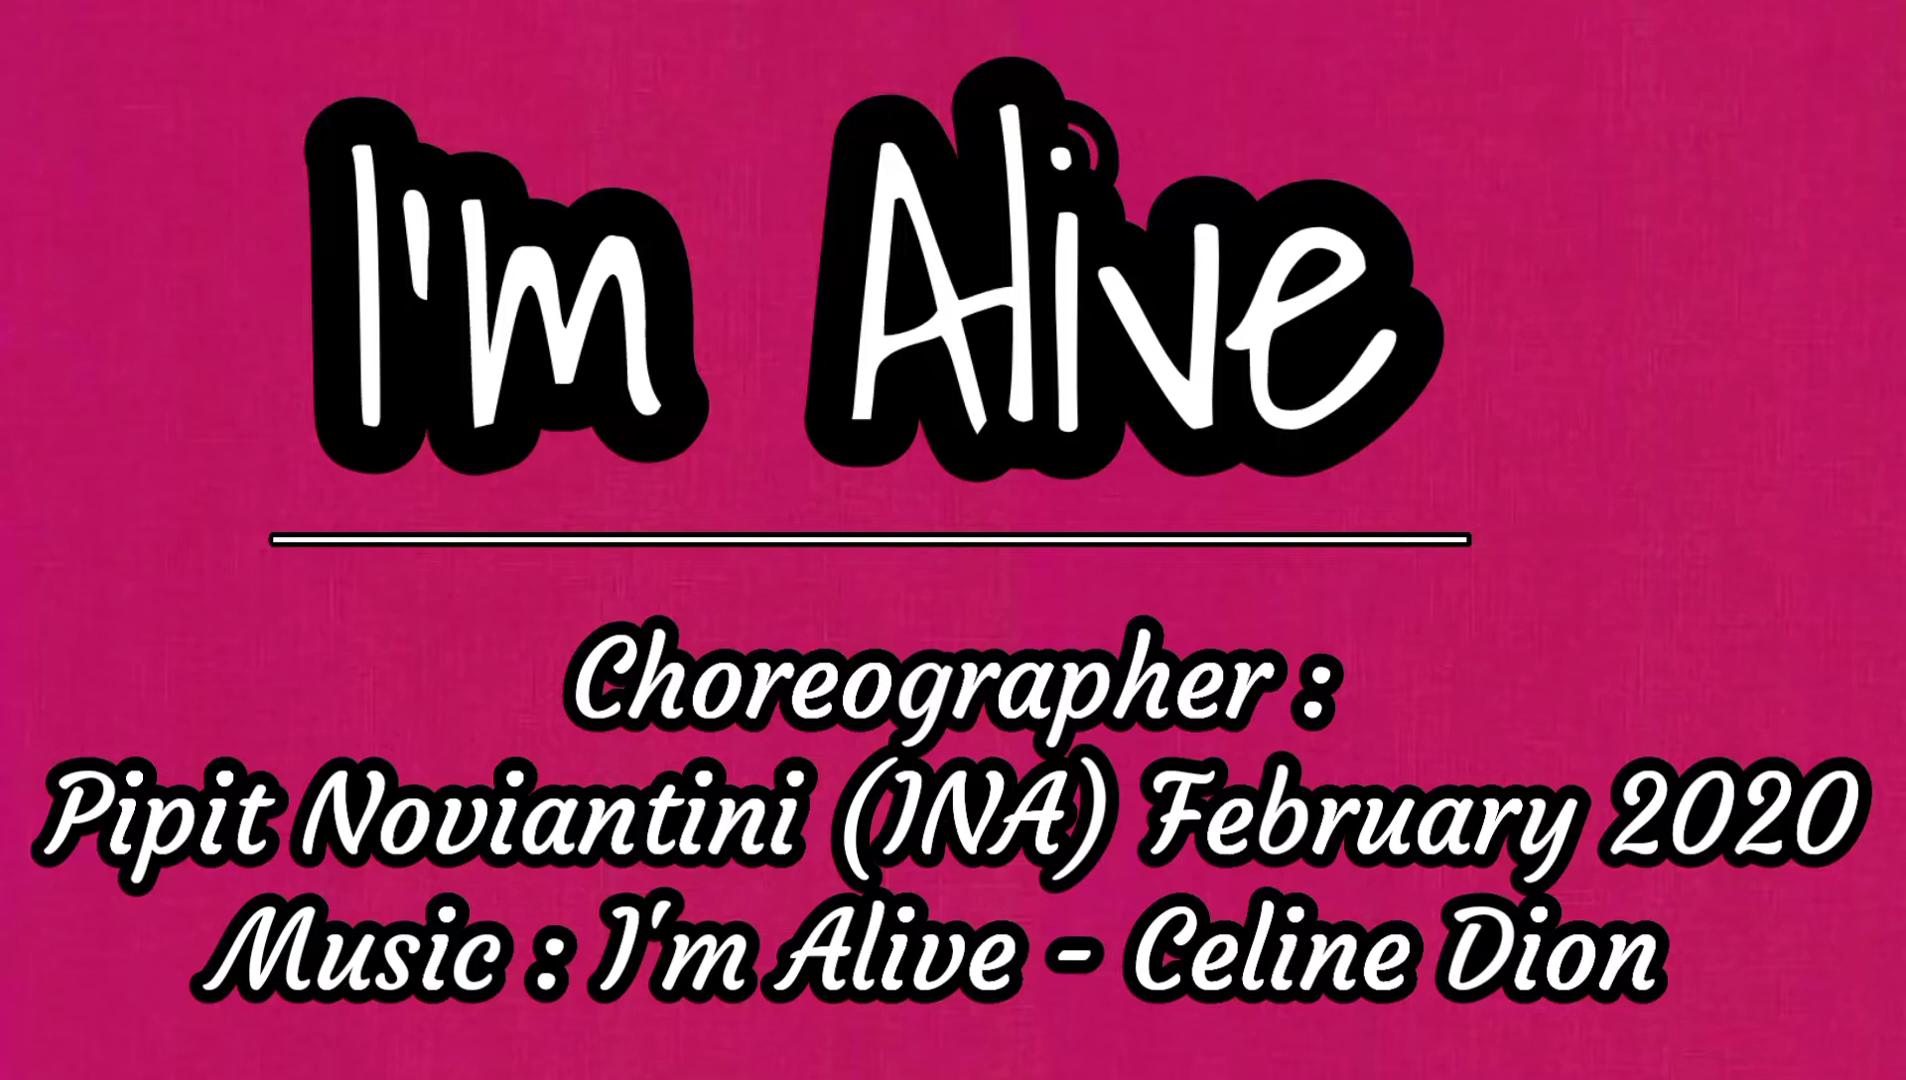 I'm Alive
Choreographer :
Pipit Noviantini (INA) February 2020
Music : I'm Alive - Celine Dion